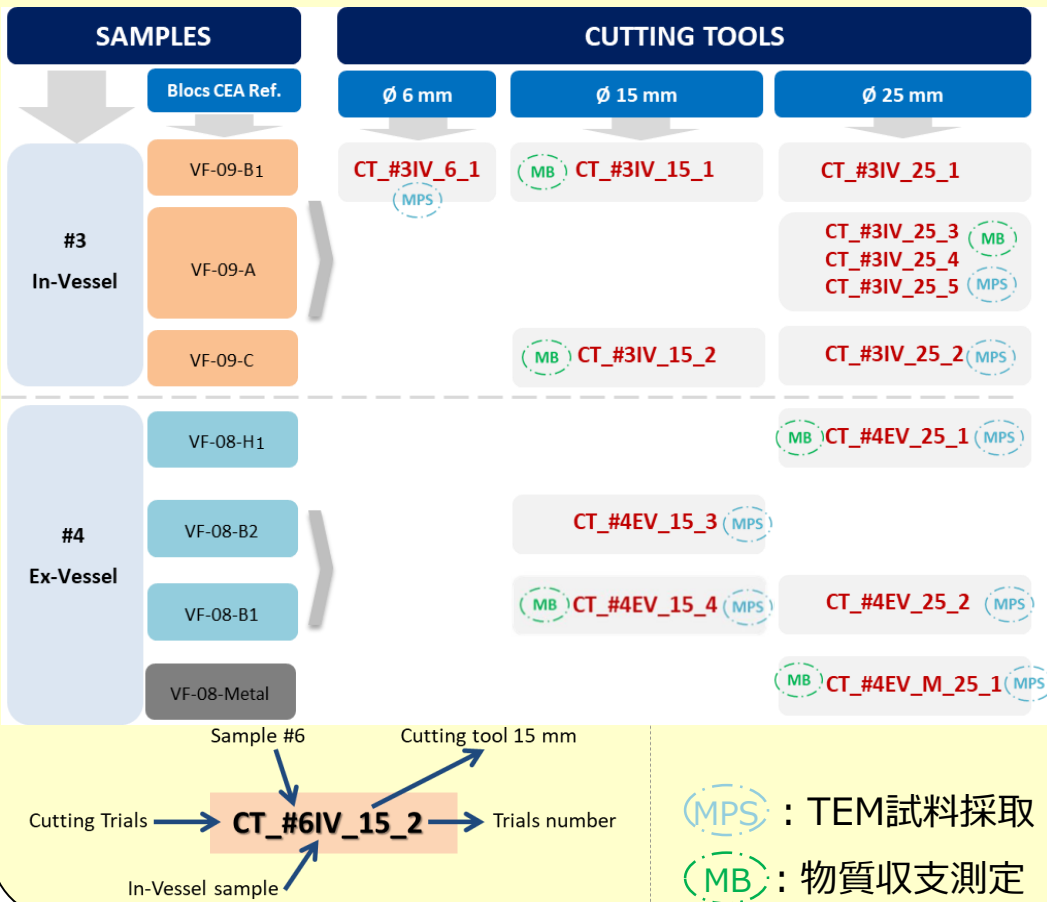 SAMPLES
CUTTING TOOLS
Blocs CEA Ref.
Ø 6 mm
Ø 15 mm
Ø 25 mm
#3
In-Vessel
VF-09-B1
CT_#3IV_6_1
MPS
MB CT_#3IV_15_1
CT_#3IV_25_1
VF-09-A
CT_#3IV_25_3 MB
CT_#3IV_25_4
CT_#3IV_25_5 MPS
VF-09-C
MB CT_#3IV_15_2
CT_#3IV_25_2 MPS
#4
Ex-Vessel
VF-08-H1
MB CT_#4EV_25_1 MPS
VF-08-B2
CT_#4EV_15_3 MPS
VF-08-B1
MB CT_#4EV_15_4 MPS
CT_#4EV_25_2 MPS
VF-08-Metal
MB CT_#4EV_M_25_1 MPS
Sample #6
Cutting tool 15 mm
Cutting Trials
CT_#6IV_15_2
Trials number
In-Vessel sample
MPS : TEM試料採取
MB : 物質収支測定